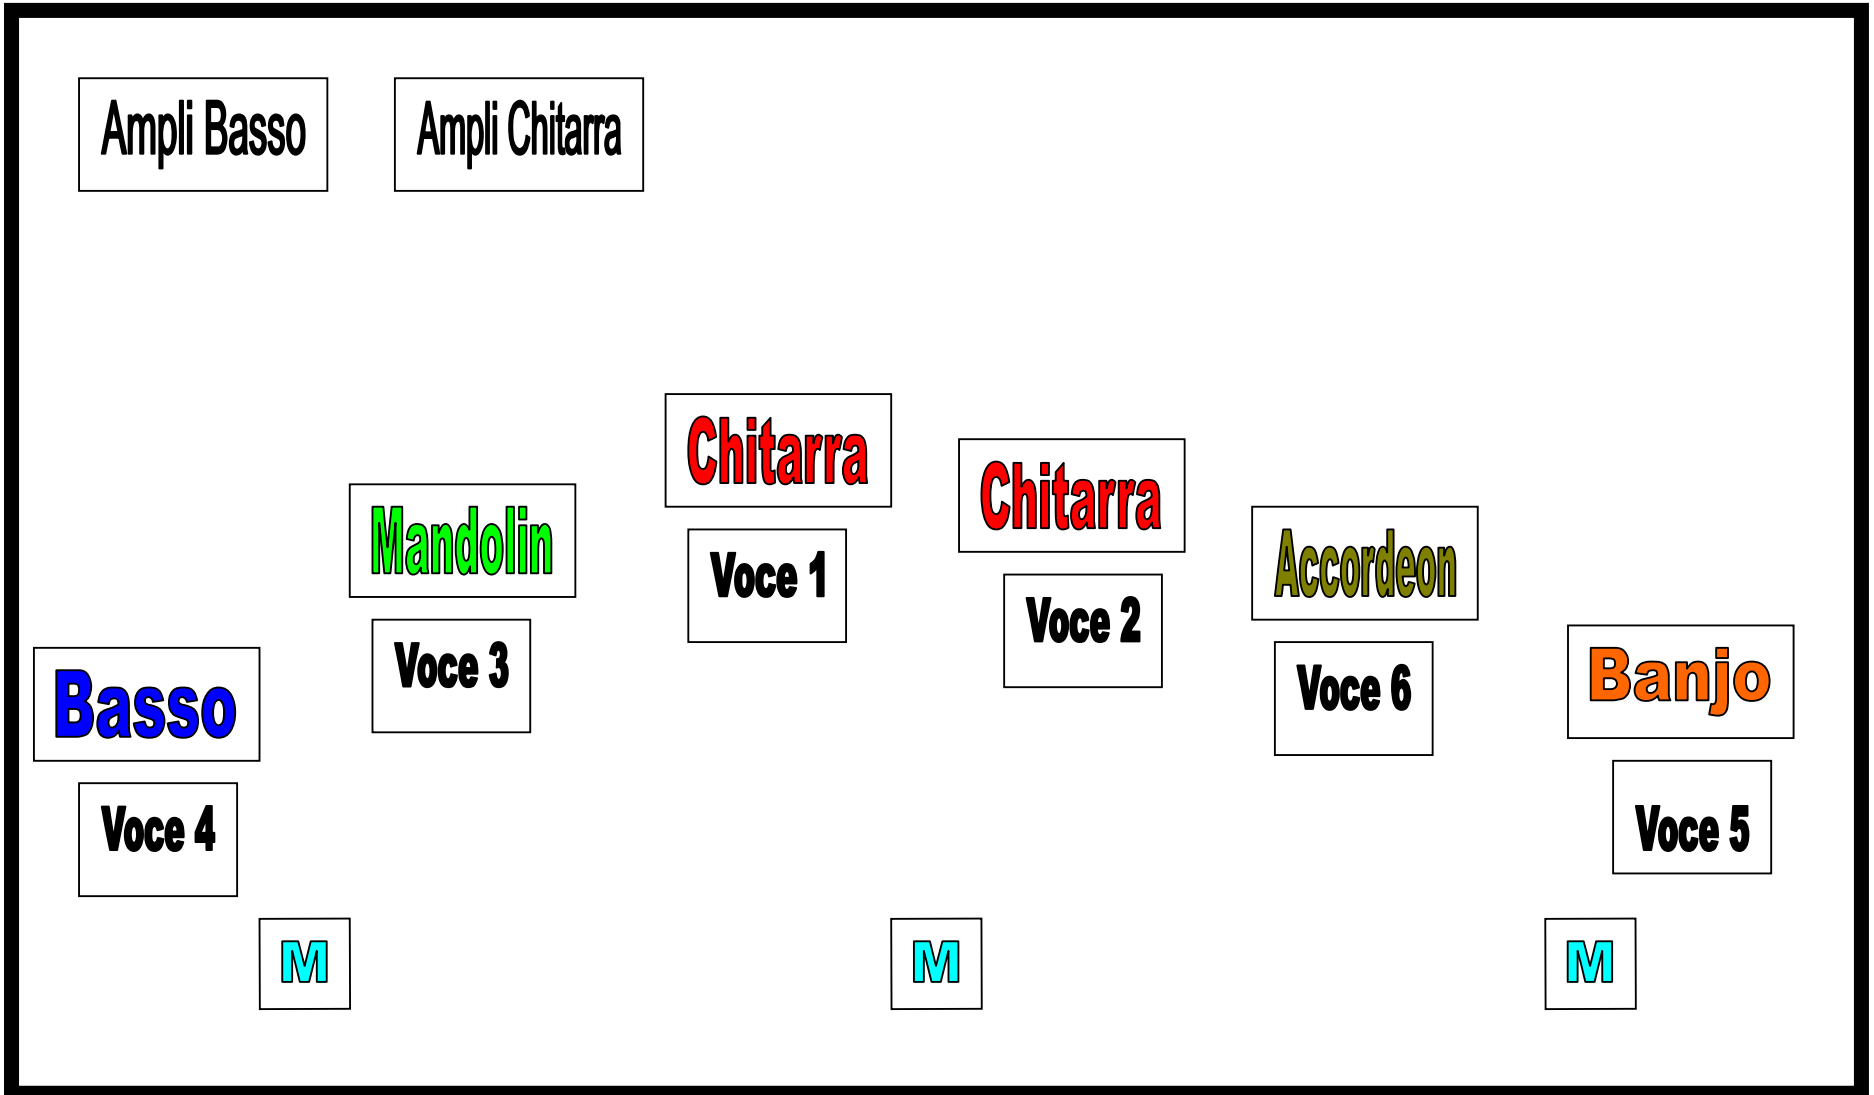 Ampli Basso
Ampli Chitarra
Chitarra
Chitarra
Mandolin
Accordeon
Voce 1
Voce 2
Banjo
Basso
Voce 3
Voce 6
Voce 4
Voce 5
M
M
M